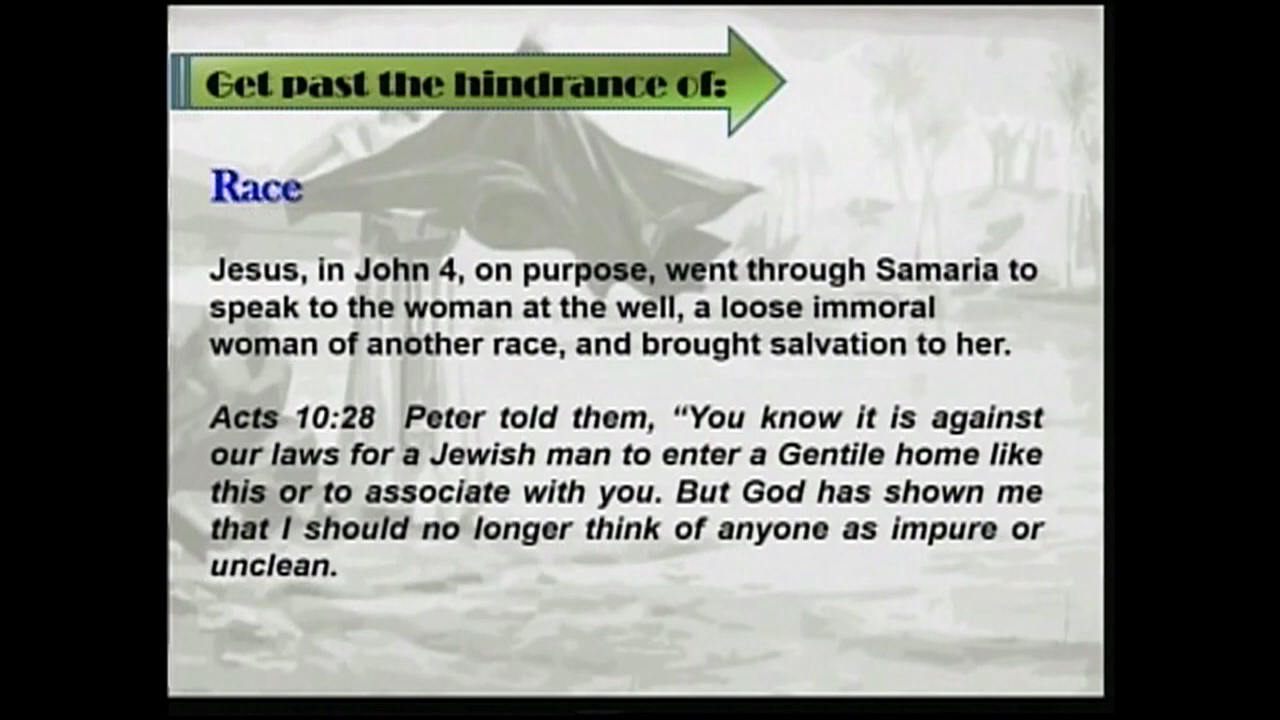 Get past the hindrance of:
Race
Jesus, in John 4, on purpose, went through Samaria to
speak to the woman at the well, a loose immoral
woman of another race, and brought salvation to her.
Acts 10:28 Peter told them, “You know it is against
our laws for a Jewish man to enter a Gentile home like
this or to associate with you. But God has shown me
that I should no longer think of anyone as impure or
unclean.